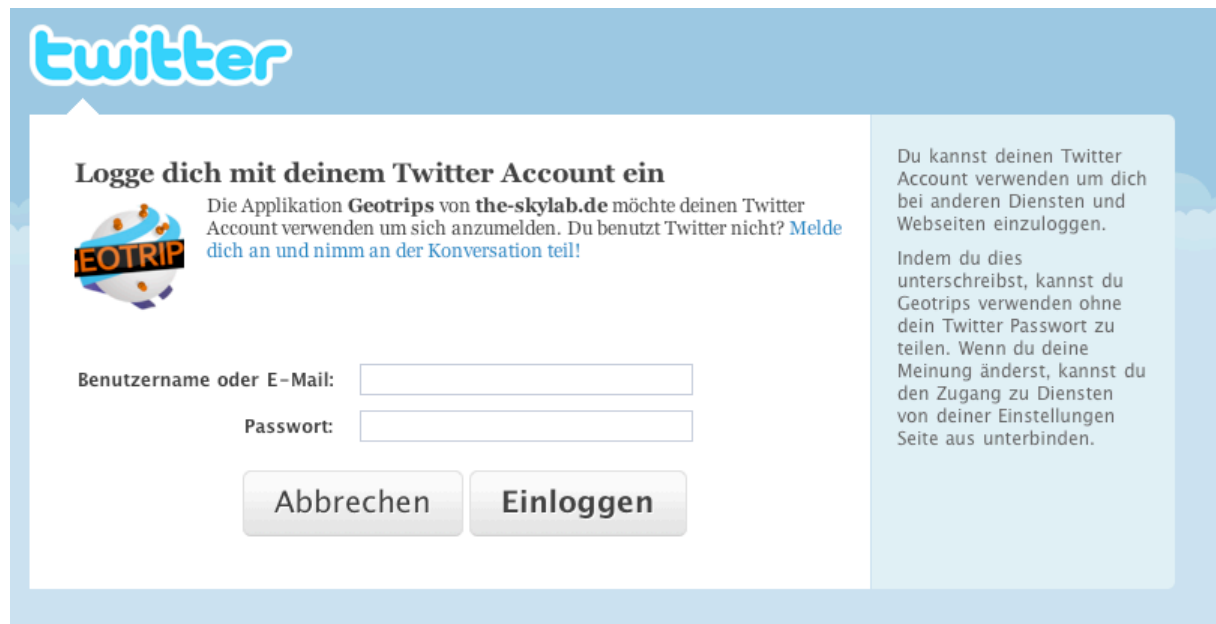 twitter
Logge dich mit deinem Twitter Account ein
Die Applikation Geotrips von the-skylab.de möchte deinen Twitter
Account verwenden um sich anzumelden. Du benutzt Twitter nicht? Melde
dich an und nimm an der Konversation teil!
GEOTRIP
Benutzername oder E-Mail:
Passwort:
Abbrechen
Einloggen
Du kannst deinen Twitter
Account verwenden um dich
bei anderen Diensten und
Webseiten einzuloggen.
Indem du dies
unterschreibst, kannst du
Geotrips verwenden ohne
dein Twitter Passwort zu
teilen. Wenn du deine
Meinung änderst, kannst du
den Zugang zu Diensten
von deiner Einstellungen
Seite aus unterbinden.